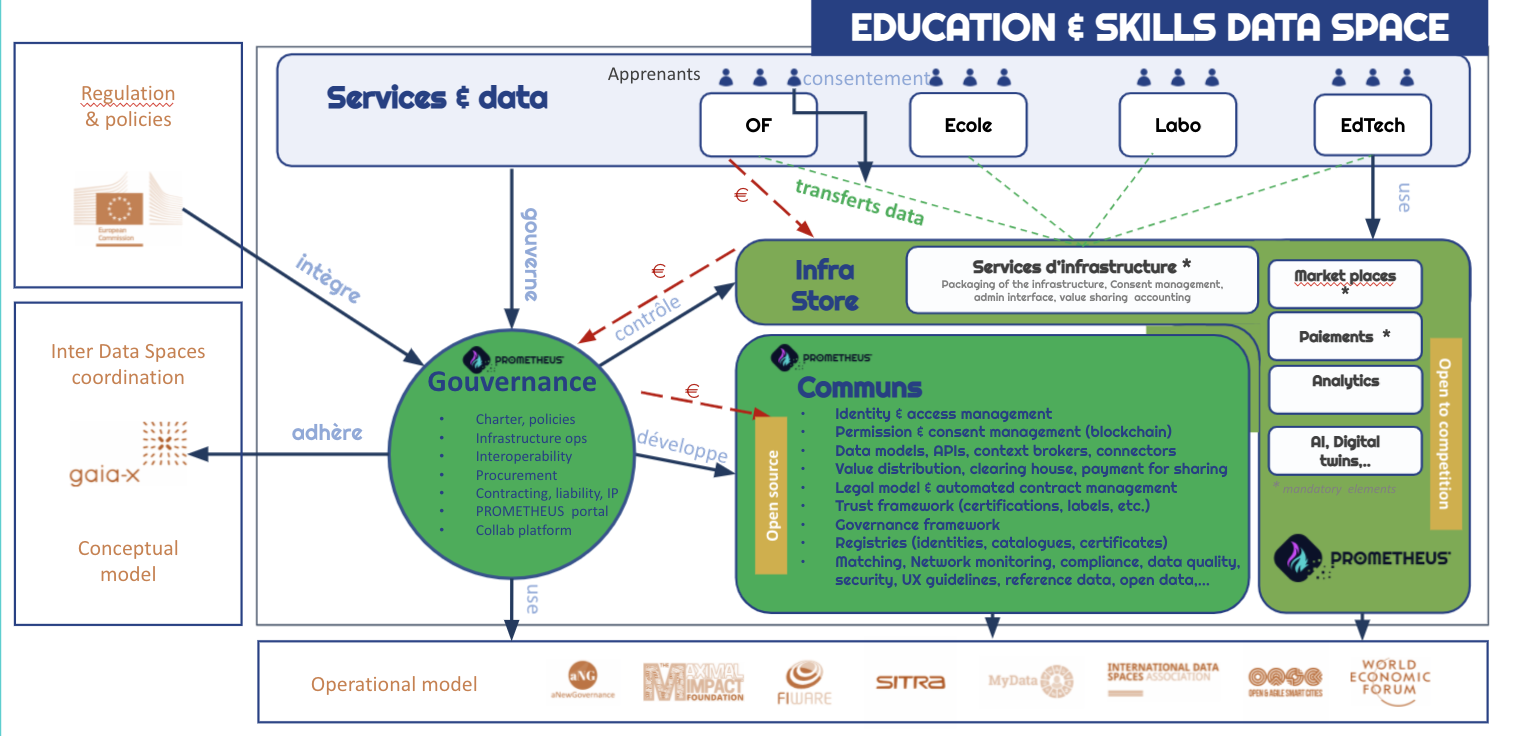 EDUCATION & SKILLS DATA SPACE
Regulation
& policies
European
Commission
Inter Data Spaces
coordination
gaia-x
Conceptual
model
Services & data
Apprenants
consentement
OF
Ecole
Labo
EdTech
intègre
gouverne
€
transferts data
use
€
contrôle
adhère
€
développe
use
Infra
Store
Services d'infrastructure *
Packaging of the infrastructure, Consent management,
admin interface, value sharing accounting
Market places
*
Paiements *
Analytics
AI, Digital
twins,..
* mandatory elements
Open to competition
PROMETHEUS
PROMETHEUS
Gouvernance
• Charter, policies
• Infrastructure ops
• Interoperability
• Procurement
• Contracting, liability, IP
• PROMETHEUS portal
• Collab platform
PROMETHEUS
Communs
Open source
• Identity & access management
• Permission & consent management (blockchain)
• Data models, APIs, context brokers, connectors
• Value distribution, clearing house, payment for sharing
• Legal model & automated contract management
• Trust framework (certifications, labels, etc.)
• Governance framework
• Registries (identities, catalogues, certificates)
• Matching, Network monitoring, compliance, data quality,
security, UX guidelines, reference data, open data,...
Operational model
aNG
aNewGovernance
THE
MAXIMAL
IMPACT
FOUNDATION
FIWARE
SITRA
MyData
INTERNATIONAL DATA
SPACES ASSOCIATION
OPEN & AGILE SMART CITIES
WORLD
ECONOMIC
FORUM